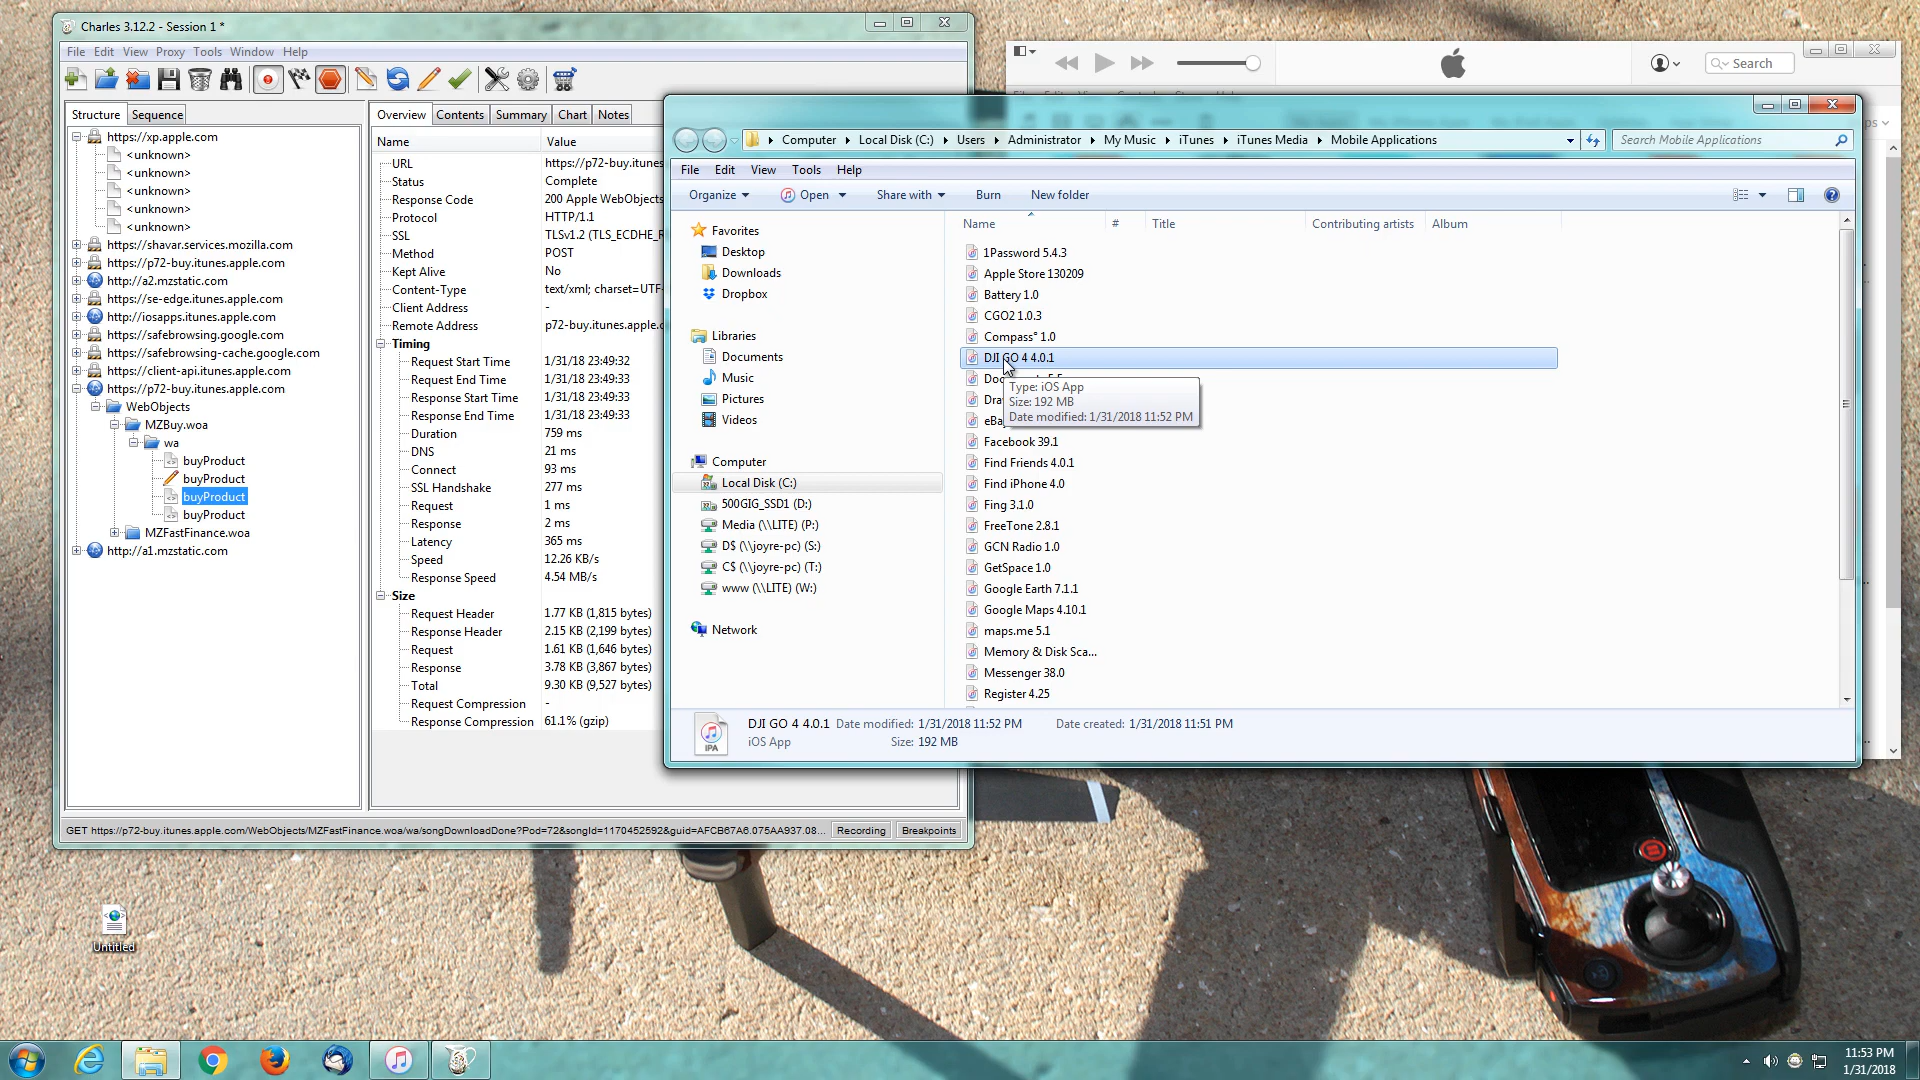 Charles 3.12.2 - Session 1 *
File Edit View Proxy Tools Window Help
Structure Sequence
https://xp.apple.com
<unknown>
<unknown>
<unknown>
<unknown>
<unknown>
https://shavar.services.mozilla.com
https://p72-buy.itunes.apple.com
http://a2.mzstatic.com
https://se-edge.itunes.apple.com
http://iosapps.itunes.apple.com
https://safebrowsing.google.com
https://safebrowsing-cache.google.com
https://client-api.itunes.apple.com
https://p72-buy.itunes.apple.com
WebObjects
MZBuy.woa
wa
buyProduct
buyProduct
buyProduct
buyProduct
MZFastFinance.woa
http://a1.mzstatic.com
Overview Contents Summary Chart Notes
Name Value
URL https://p72-buy.itunes
Status Complete
Response Code 200 Apple WebObjects
Protocol HTTP/1.1
SSL TLSv1.2 (TLS_ECDHE_R
Method POST
Kept Alive No
Content-Type text/xml; charset=UTF-
Client Address -
Remote Address p72-buy.itunes.apple.c
Timing
Request Start Time 1/31/18 23:49:32
Request End Time 1/31/18 23:49:33
Response Start Time 1/31/18 23:49:33
Response End Time 1/31/18 23:49:33
Duration 759 ms
DNS 21 ms
Connect 93 ms
SSL Handshake 277 ms
Request 1 ms
Response 2 ms
Latency 365 ms
Speed 12.26 KB/s
Response Speed 4.54 MB/s
Size
Request Header 1.77 KB (1,815 bytes)
Response Header 2.15 KB (2,199 bytes)
Request 1.61 KB (1,646 bytes)
Response 3.78 KB (3,867 bytes)
Total 9.30 KB (9,527 bytes)
Request Compression -
Response Compression 61.1% (gzip)
GET https://p72-buy.itunes.apple.com/WebObjects/MZFastFinance.woa/wa/songDownloadDone?Pod=72&songId=1170452592&guid=AFCB67A6.075AA937.08... Recording Breakpoints
Search
Computer Local Disk (C:) Users Administrator My Music iTunes iTunes Media Mobile Applications
Search Mobile Applications
File Edit View Tools Help
Organize Open Share with Burn New folder
Favorites
Desktop
Downloads
Dropbox
Libraries
Documents
Music
Pictures
Videos
Computer
Local Disk (C:)
500GIG_SSD1 (D:)
Media (\\LITE) (P:)
D$ (\\joyre-pc) (S:)
C$ (\\joyre-pc) (T:)
www (\\LITE) (W:)
Network
Name # Title Contributing artists Album
1Password 5.4.3
Apple Store 130209
Battery 1.0
CGO2 1.0.3
Compass° 1.0
DJI GO 4 4.0.1
Type: iOS App
Size: 192 MB
Date modified: 1/31/2018 11:52 PM
Facebook 39.1
Find Friends 4.0.1
Find iPhone 4.0
Fing 3.1.0
FreeTone 2.8.1
GCN Radio 1.0
GetSpace 1.0
Google Earth 7.1.1
Google Maps 4.10.1
maps.me 5.1
Memory & Disk Sca...
Messenger 38.0
Register 4.25
DJI GO 4 4.0.1 Date modified: 1/31/2018 11:52 PM Date created: 1/31/2018 11:51 PM
iOS App Size: 192 MB
IPA
Untitled
11:53 PM
1/31/2018